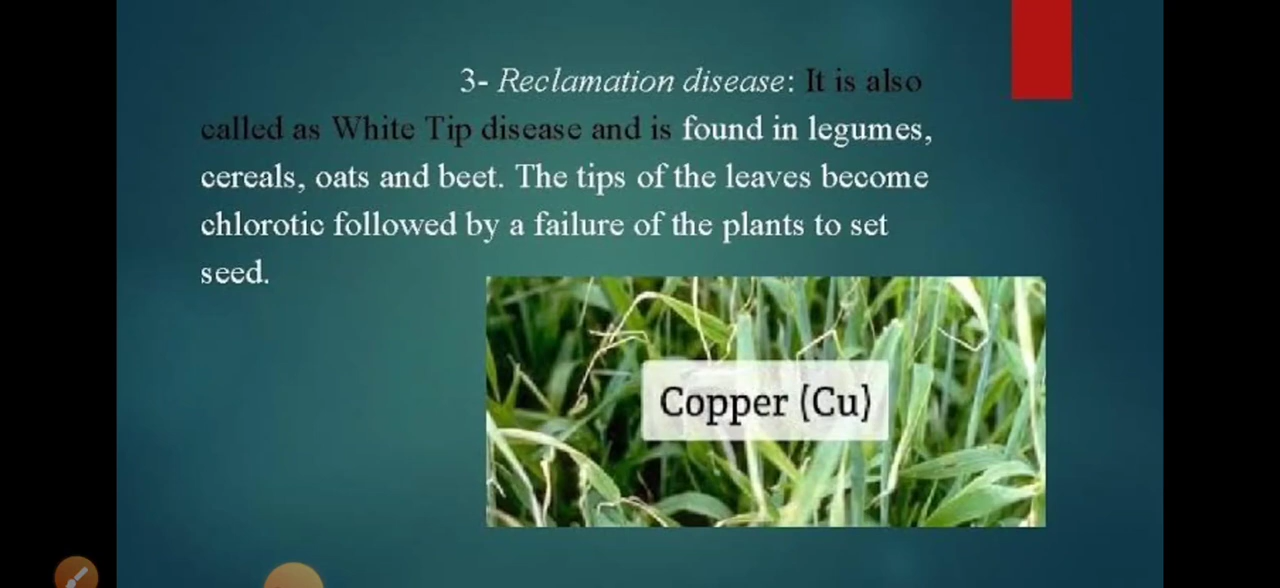 3- Reclamation disease: It is also
called as White Tip disease and is found in legumes,
cereals, oats and beet. The tips of the leaves become
chlorotic followed by a failure of the plants to set
seed.
Copper (Cu)